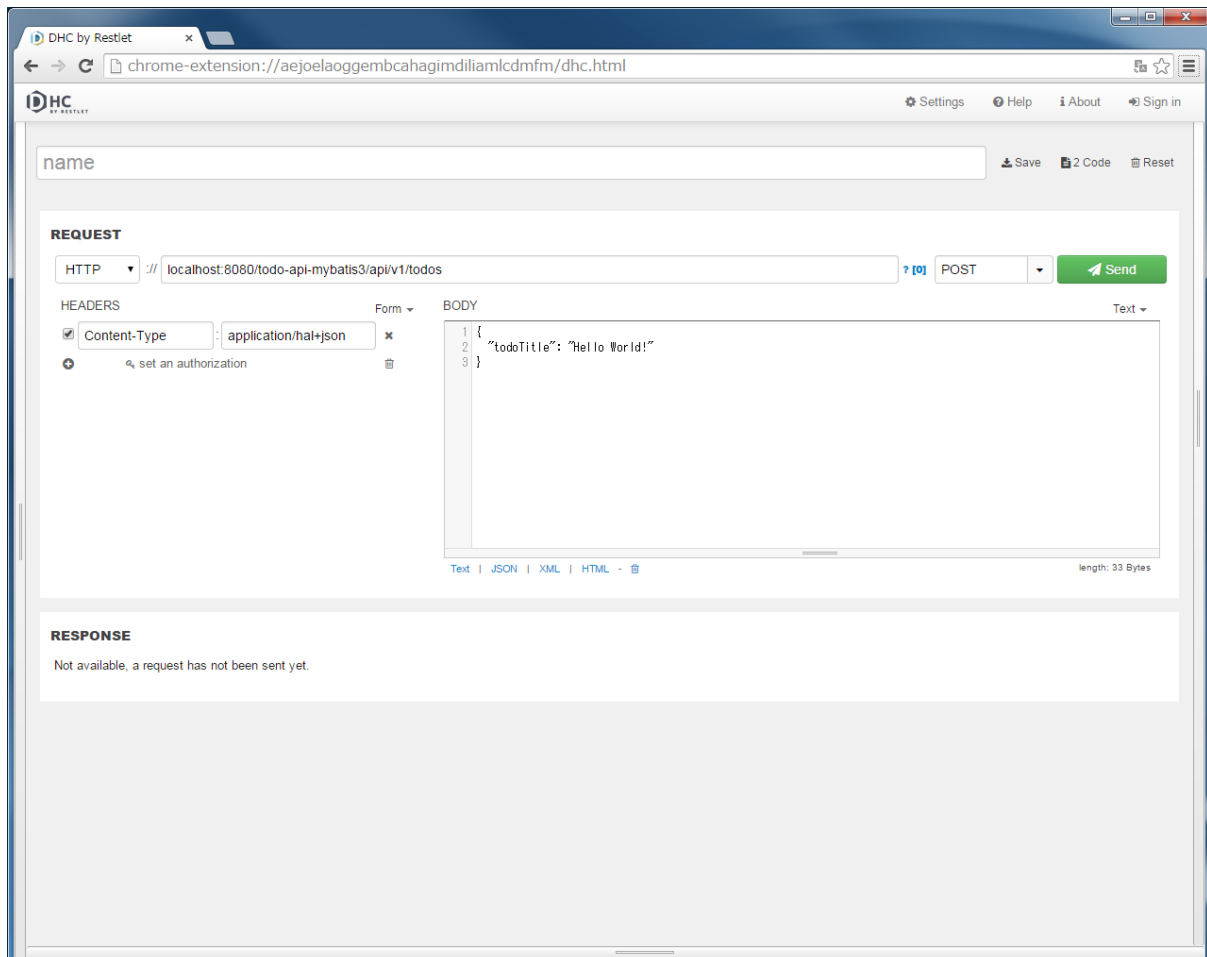 DHC by Restlet
chrome-extension://aejoelaoggembcahagimdiliamlcdmfm/dhc.html
DHC BY RESTLET
Settings Help About Sign in
name
Save 2 Code Reset
REQUEST
HTTP :// localhost:8080/todo-api-mybatis3/api/v1/todos ? [0] POST Send
HEADERS Form
Content-Type : application/hal+json
set an authorization
BODY Text
1 {
2 "todoTitle": "Hello World!"
3 }
Text | JSON | XML | HTML - length: 33 Bytes
RESPONSE
Not available, a request has not been sent yet.